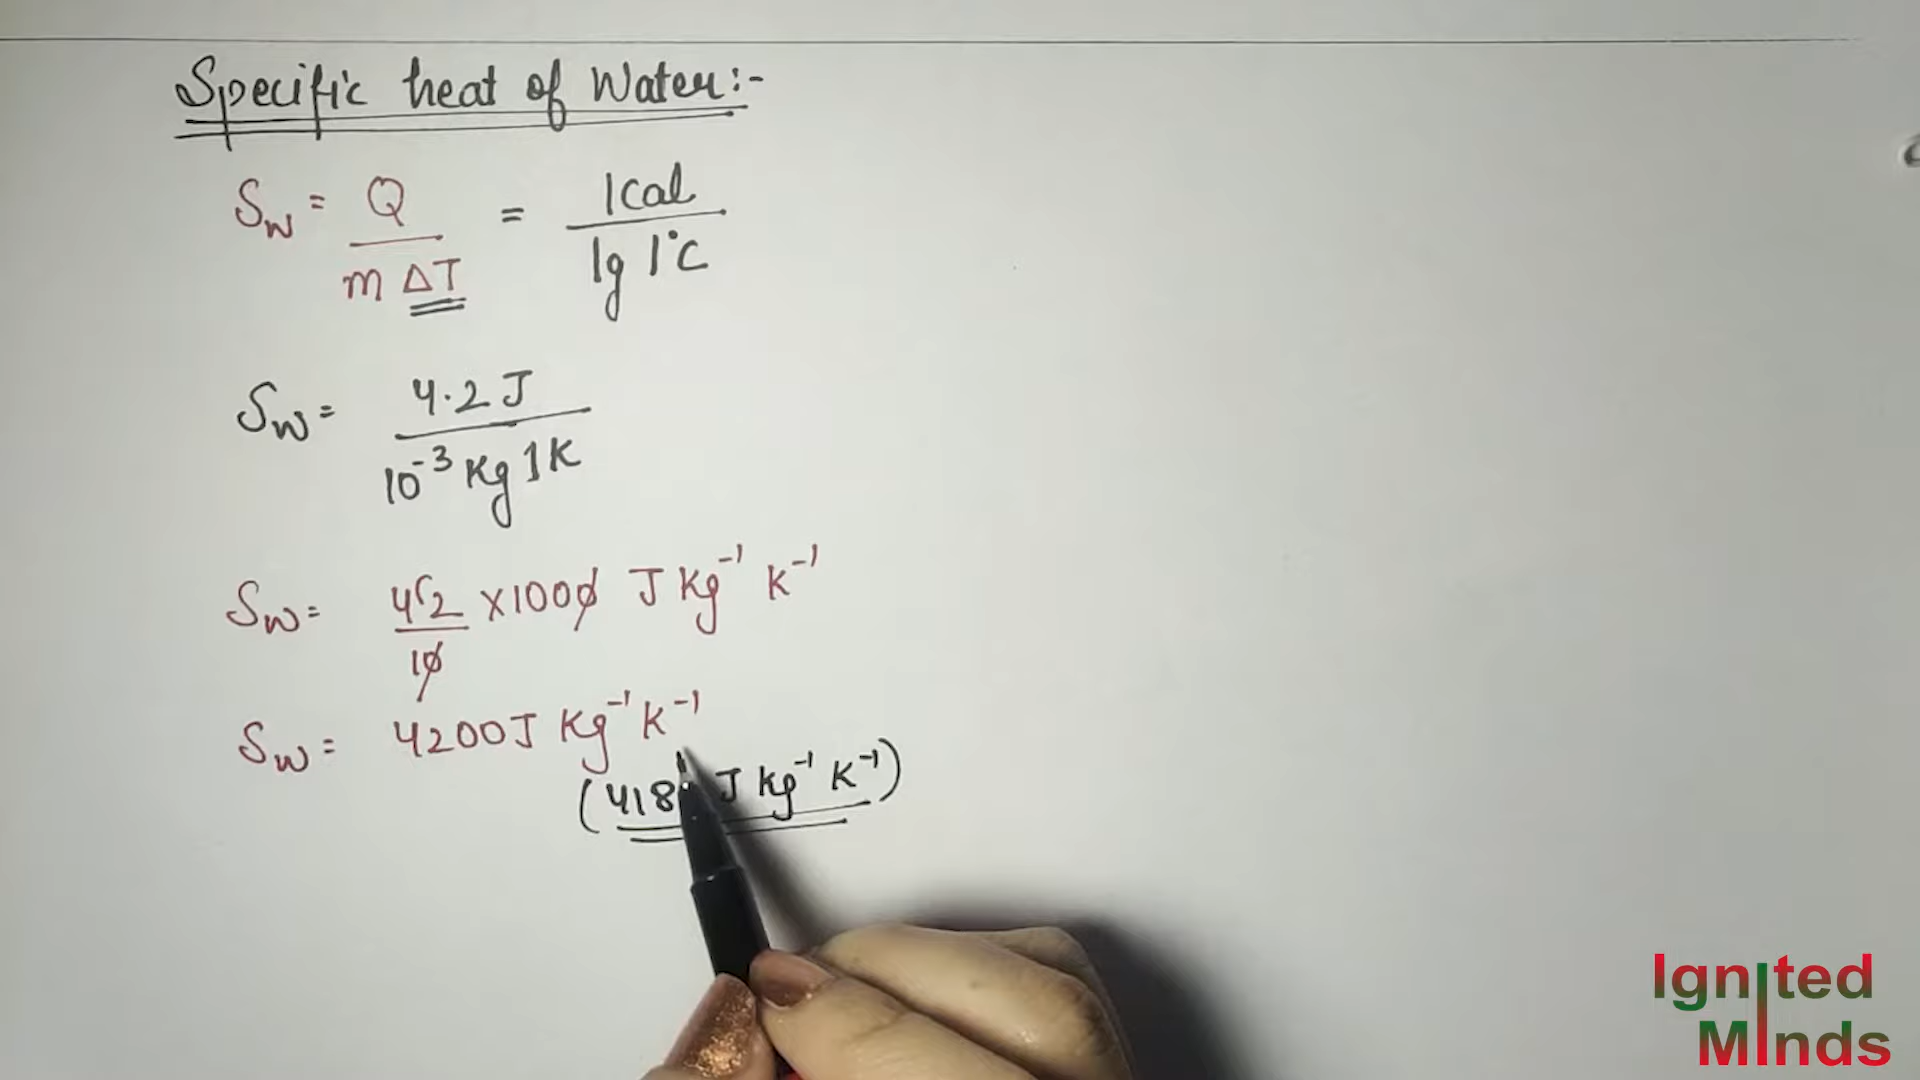 Specific heat of Water:-
Sw = Q / m ΔT = 1Cal / 1g 1°C
Sw = 4.2 J / 10⁻³ Kg 1K
Sw = 42 / 10 × 1000 J Kg⁻¹ K⁻¹
Sw = 4200 J Kg⁻¹ K⁻¹
J Kg⁻¹ K⁻¹)
Ignited
Minds